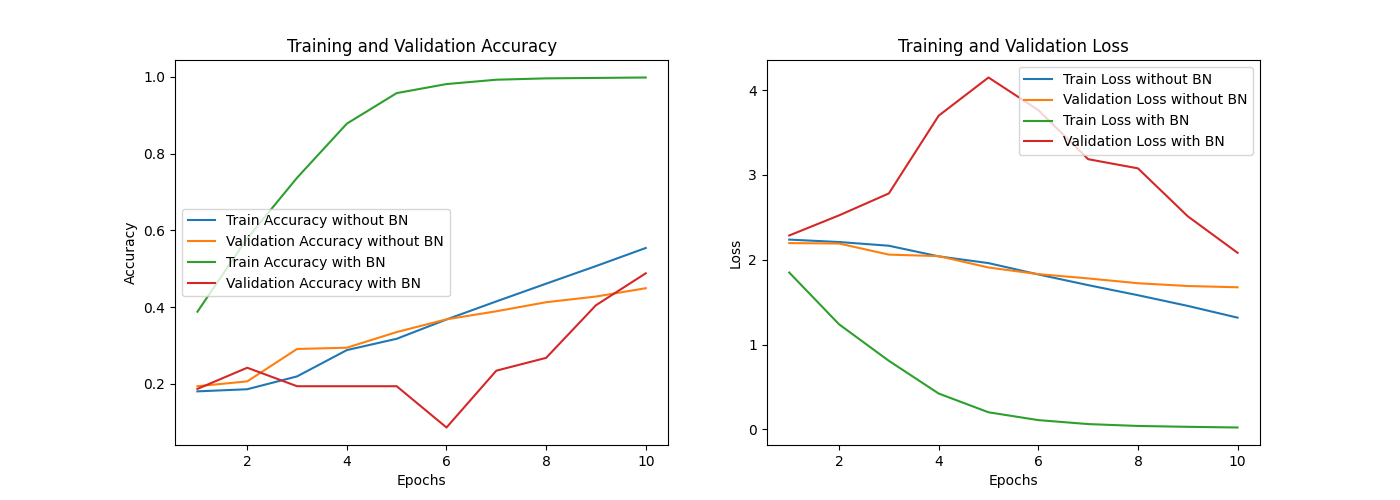 Training and Validation Accuracy
1.0
0.8
0.6
0.4
0.2
Accuracy
Train Accuracy without BN
Validation Accuracy without BN
Train Accuracy with BN
Validation Accuracy with BN
2 4 6 8 10
Epochs
Training and Validation Loss
4
3
2
1
0
Loss
Train Loss without BN
Validation Loss without BN
Train Loss with BN
Validation Loss with BN
2 4 6 8 10
Epochs